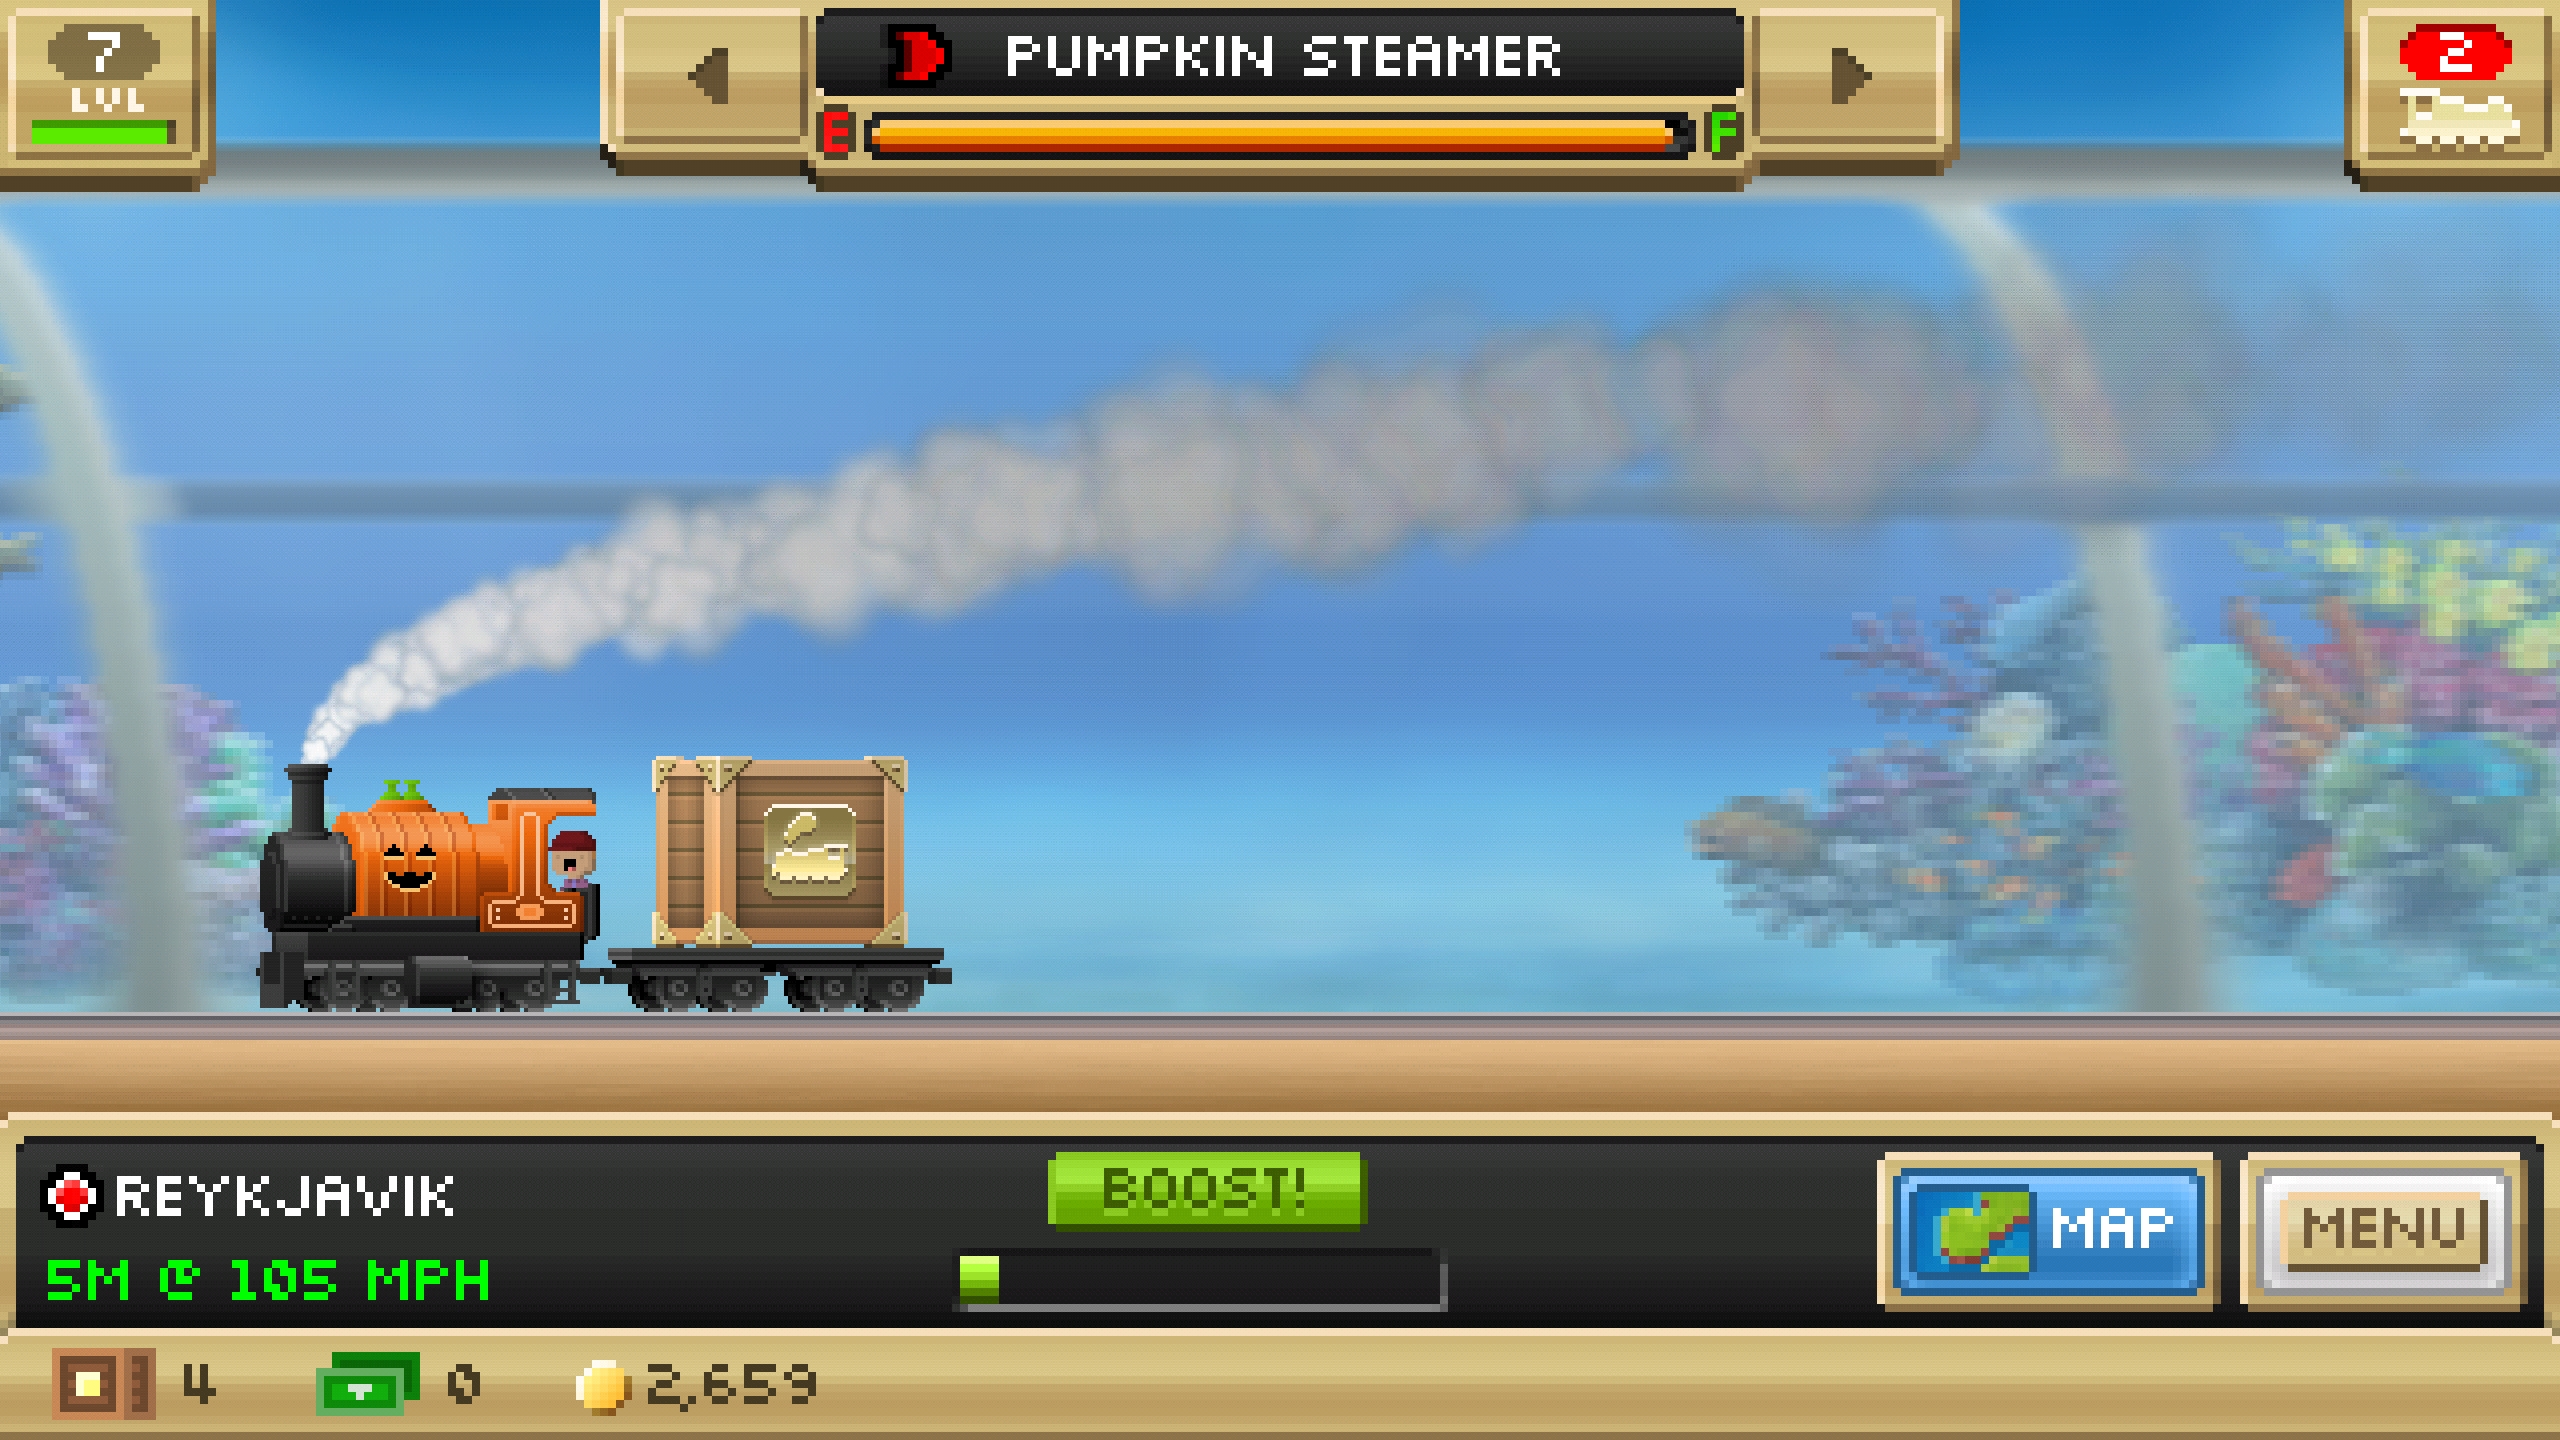 7
LVL
PUMPKIN STEAMER
E F
2
REYKJAVIK
5M @ 105 MPH
BOOST!
MAP
MENU
4
0
2,659